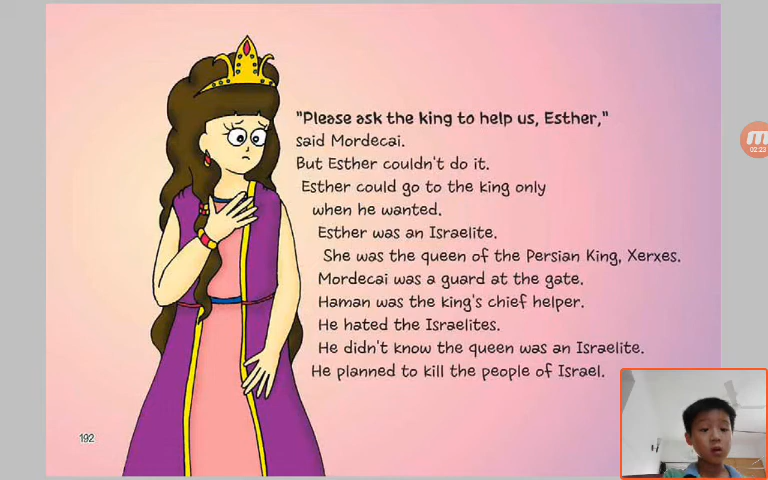 "Please ask the king to help us, Esther,"
said Mordecai.
But Esther couldn't do it.
Esther could go to the king only
when he wanted.
Esther was an Israelite.
She was the queen of the Persian King, Xerxes.
Mordecai was a guard at the gate.
Haman was the king's chief helper.
He hated the Israelites.
He didn't know the queen was an Israelite.
He planned to kill the people of Israel.
192
02:23